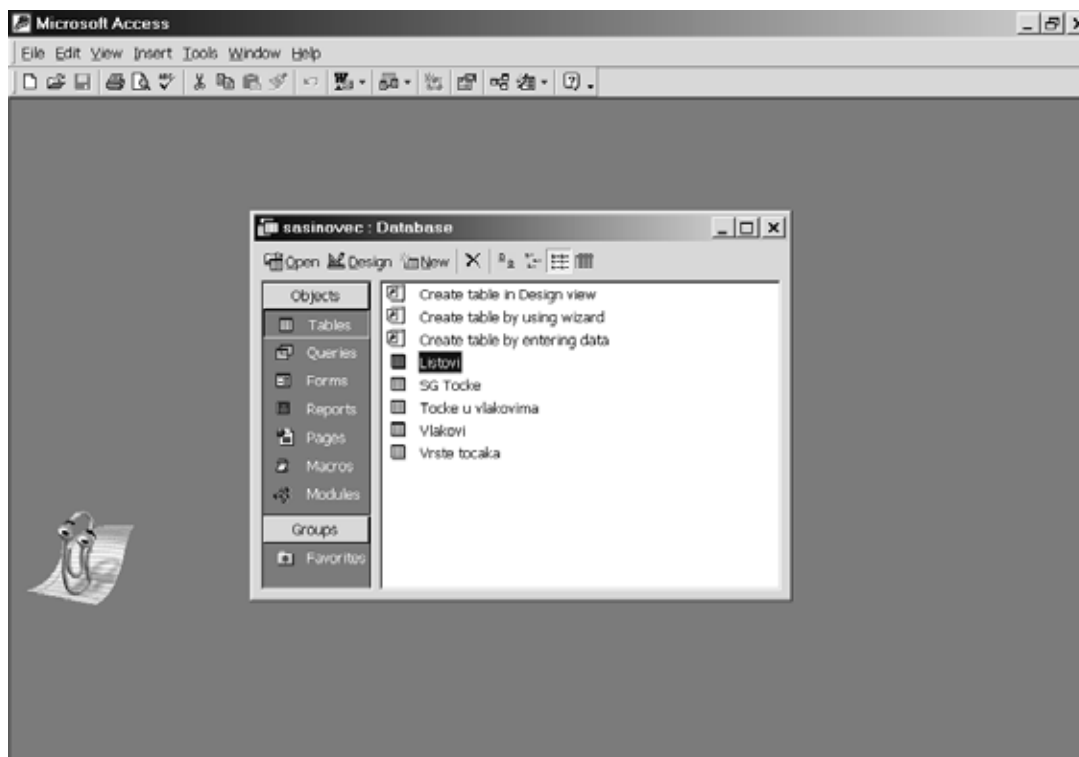 Microsoft Access
File Edit View Insert Tools Window Help
sasinovec : Database
Open Design New
Objects
Tables
Queries
Forms
Reports
Pages
Macros
Modules
Groups
Favorites
Create table in Design view
Create table by using wizard
Create table by entering data
Listovi
SG Tocke
Tocke u vlakovima
Vlakovi
Vrste tocaka